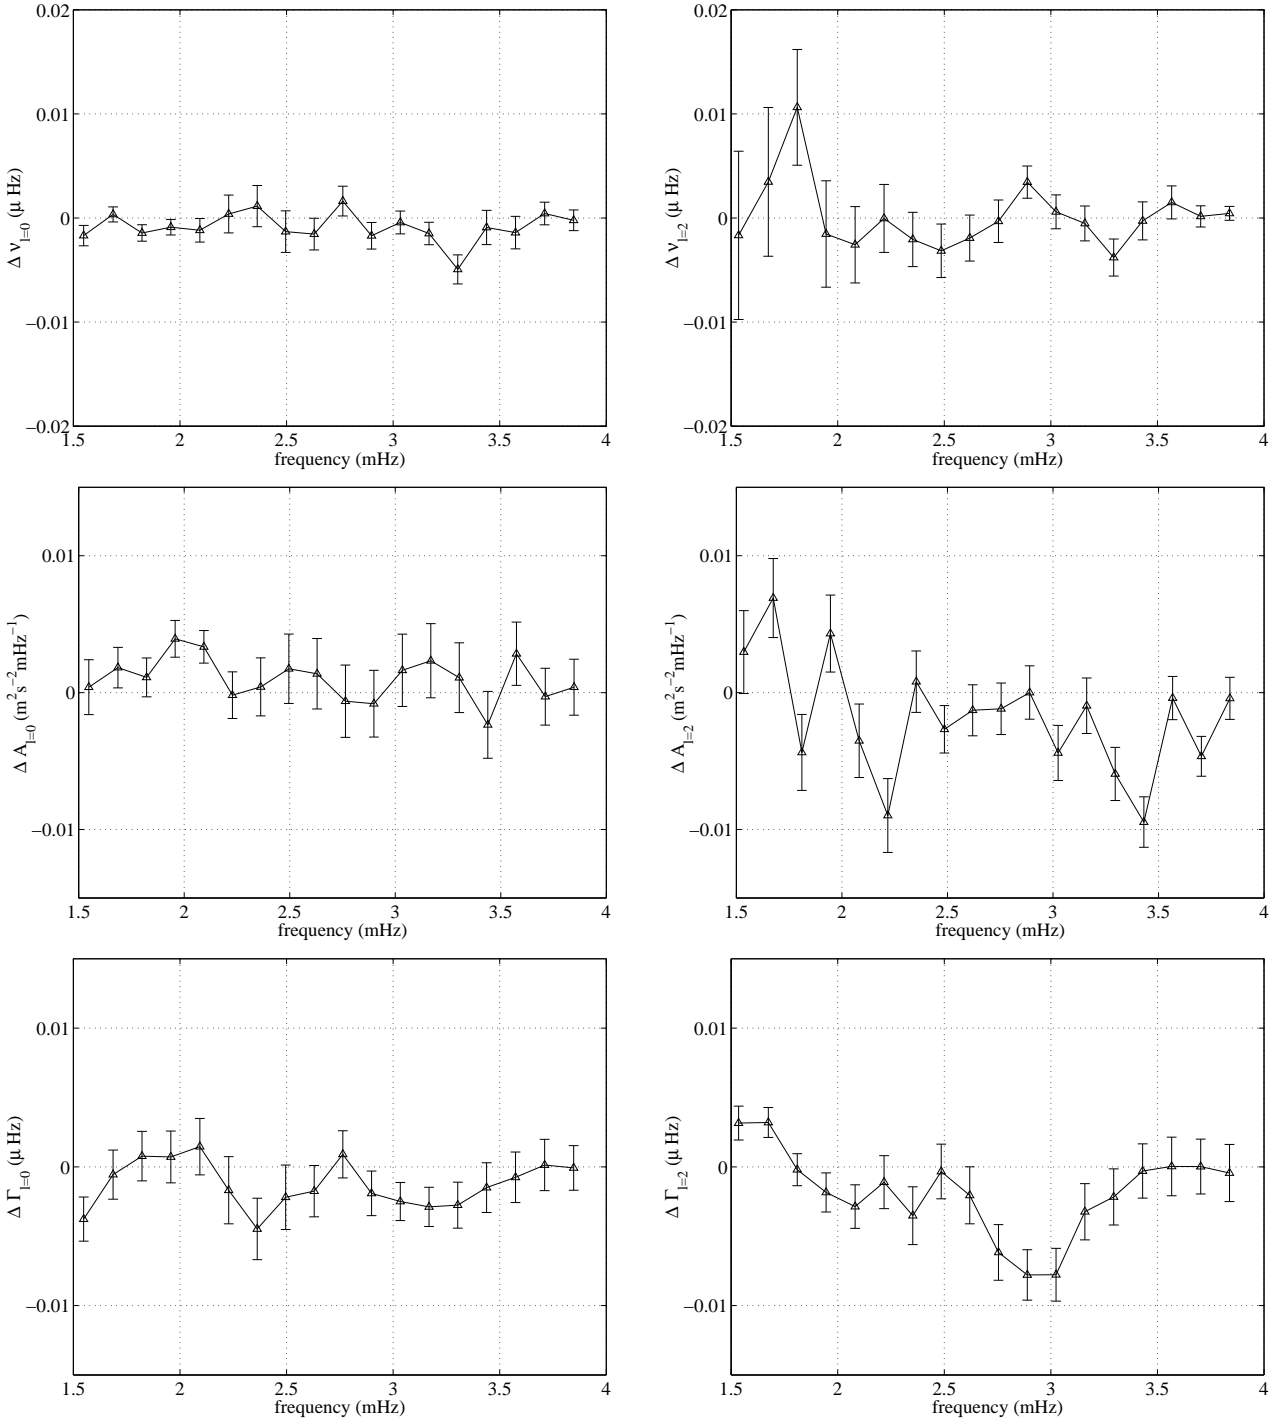 0.02
0.01
0
−0.01
−0.02
1.5 2 2.5 3 3.5 4
frequency (mHz)
Δ ν_{l=0} (μ Hz)
0.02
0.01
0
−0.01
−0.02
1.5 2 2.5 3 3.5 4
frequency (mHz)
Δ ν_{l=2} (μ Hz)
0.01
0
−0.01
1.5 2 2.5 3 3.5 4
frequency (mHz)
Δ A_{l=0} (m²s⁻²mHz⁻¹)
0.01
0
−0.01
1.5 2 2.5 3 3.5 4
frequency (mHz)
Δ A_{l=2} (m²s⁻²mHz⁻¹)
0.01
0
−0.01
1.5 2 2.5 3 3.5 4
frequency (mHz)
Δ Γ_{l=0} (μ Hz)
0.01
0
−0.01
1.5 2 2.5 3 3.5 4
frequency (mHz)
Δ Γ_{l=2} (μ Hz)